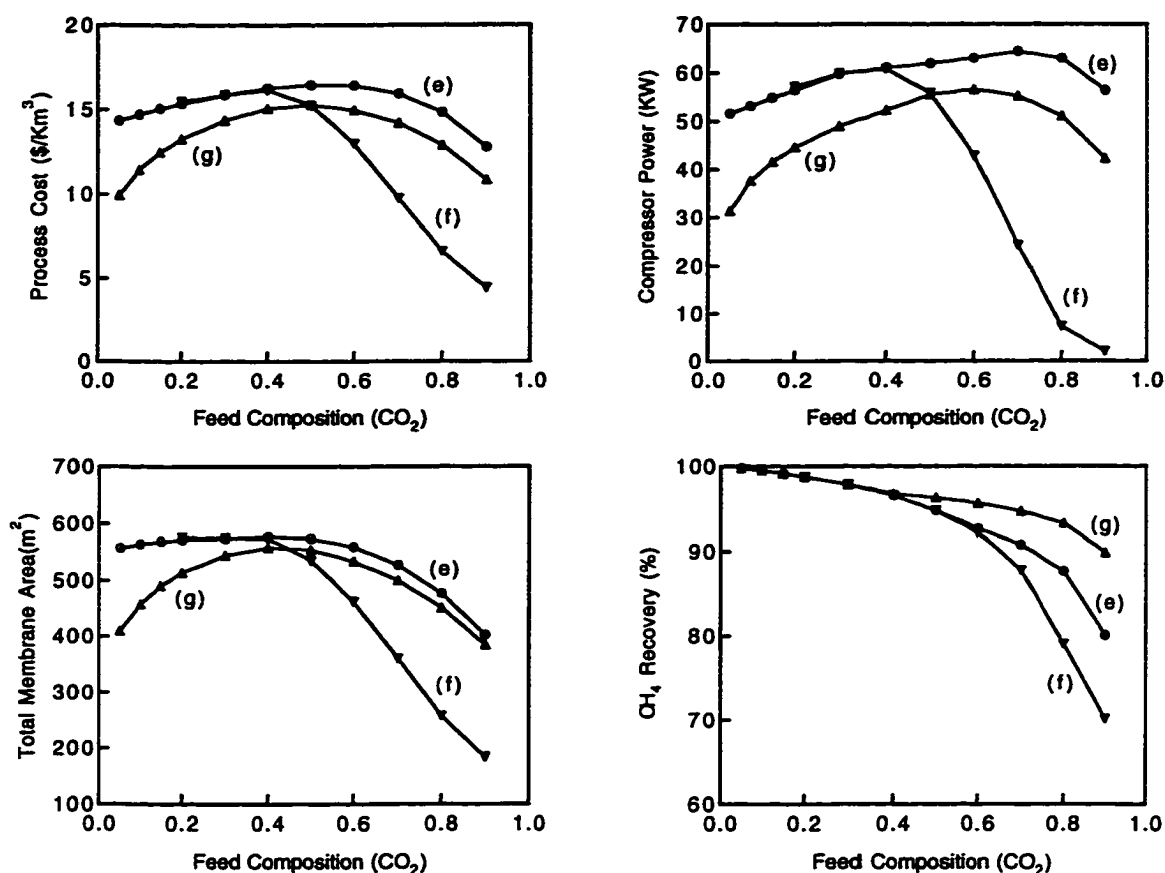 Process Cost ($/Km³)
20
15
10
5
0
(e)
(g)
(f)
0.0 0.2 0.4 0.6 0.8 1.0
Feed Composition (CO₂)
Compressor Power (KW)
70
60
50
40
30
20
10
0
(e)
(g)
(f)
0.0 0.2 0.4 0.6 0.8 1.0
Feed Composition (CO₂)
Total Membrane Area(m²)
700
600
500
400
300
200
100
(e)
(g)
(f)
0.0 0.2 0.4 0.6 0.8 1.0
Feed Composition (CO₂)
CH₄ Recovery (%)
100
90
80
70
60
(g)
(e)
(f)
0.0 0.2 0.4 0.6 0.8 1.0
Feed Composition (CO₂)